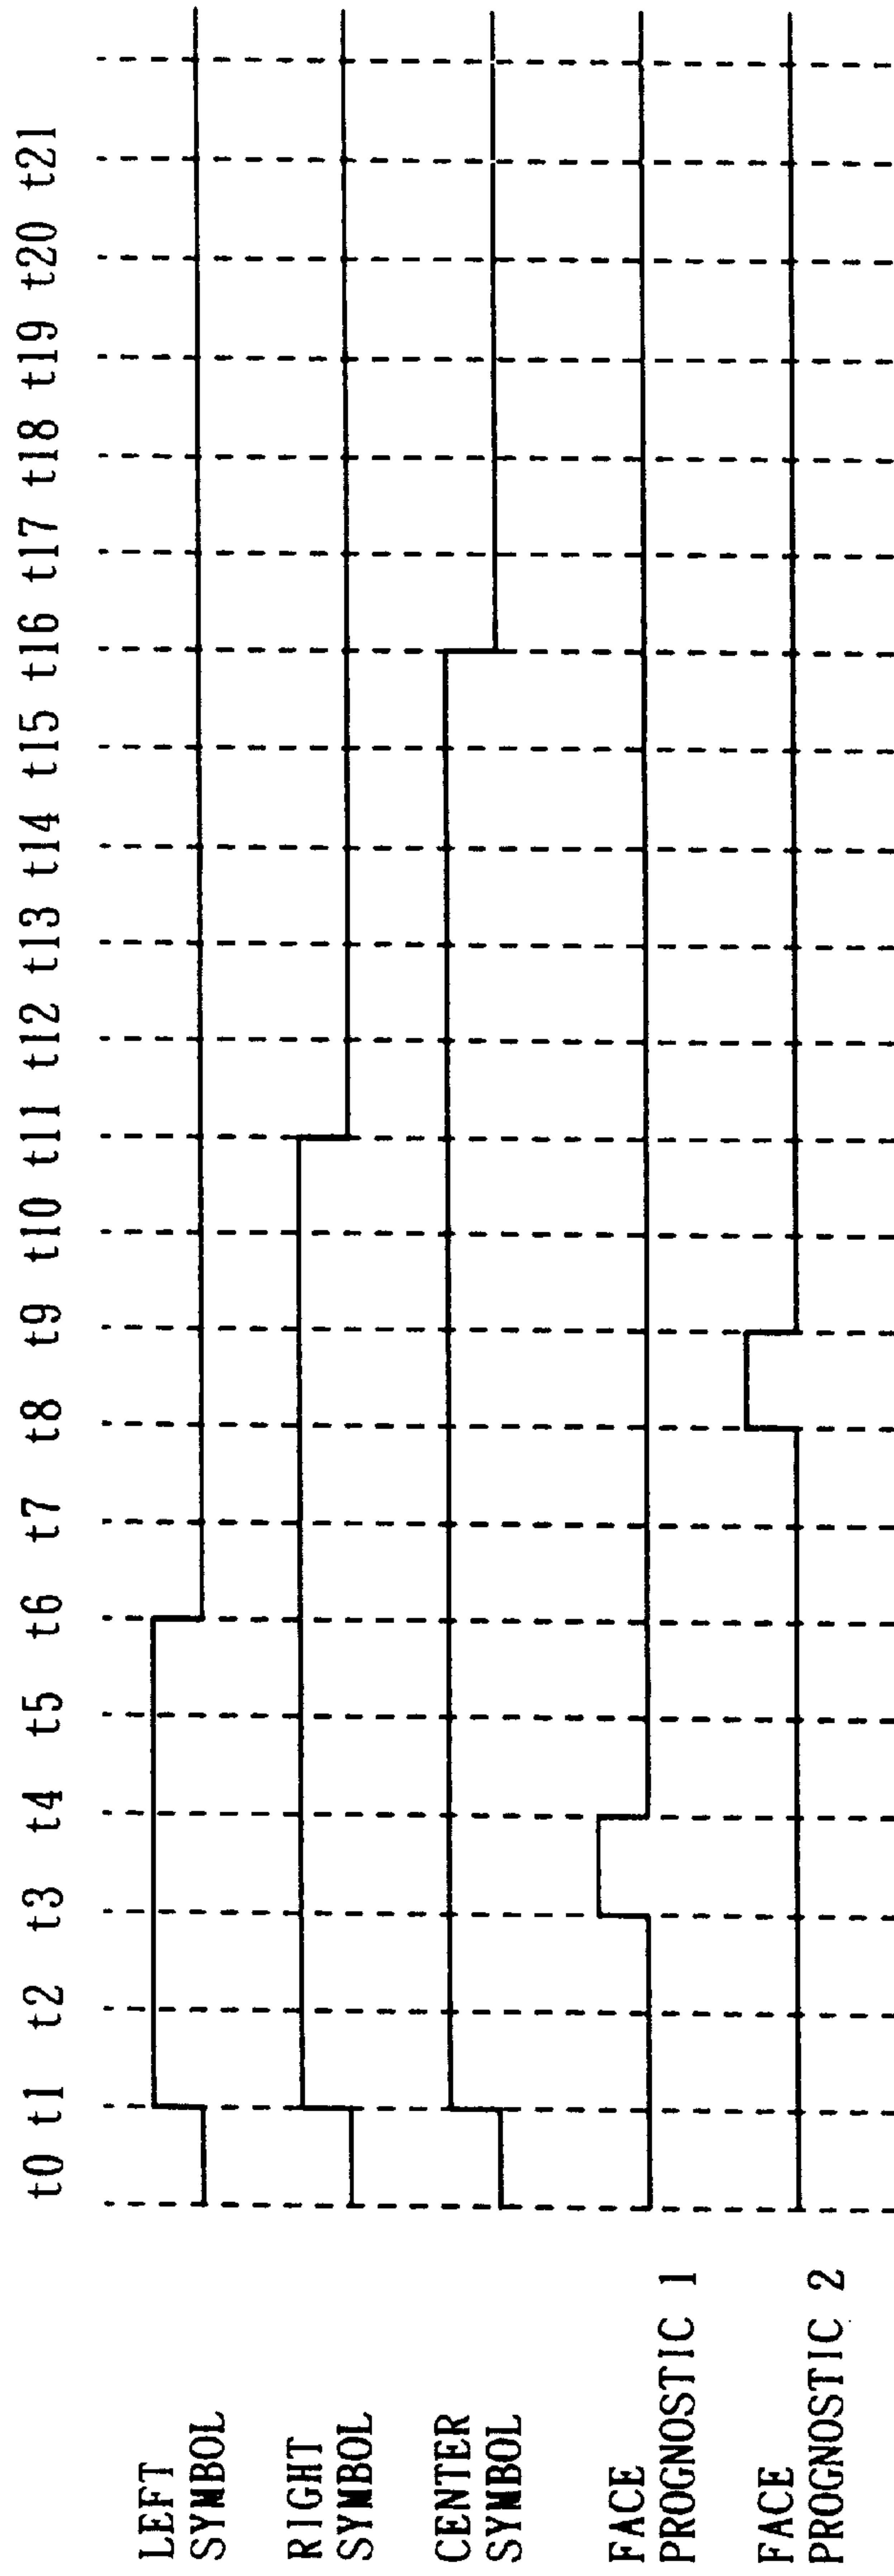 t0 t1 t2 t3 t4 t5 t6 t7 t8 t9 t10 t11 t12 t13 t14 t15 t16 t17 t18 t19 t20 t21
LEFT
SYMBOL
RIGHT
SYMBOL
CENTER
SYMBOL
FACE
PROGNOSTIC 1
FACE
PROGNOSTIC 2